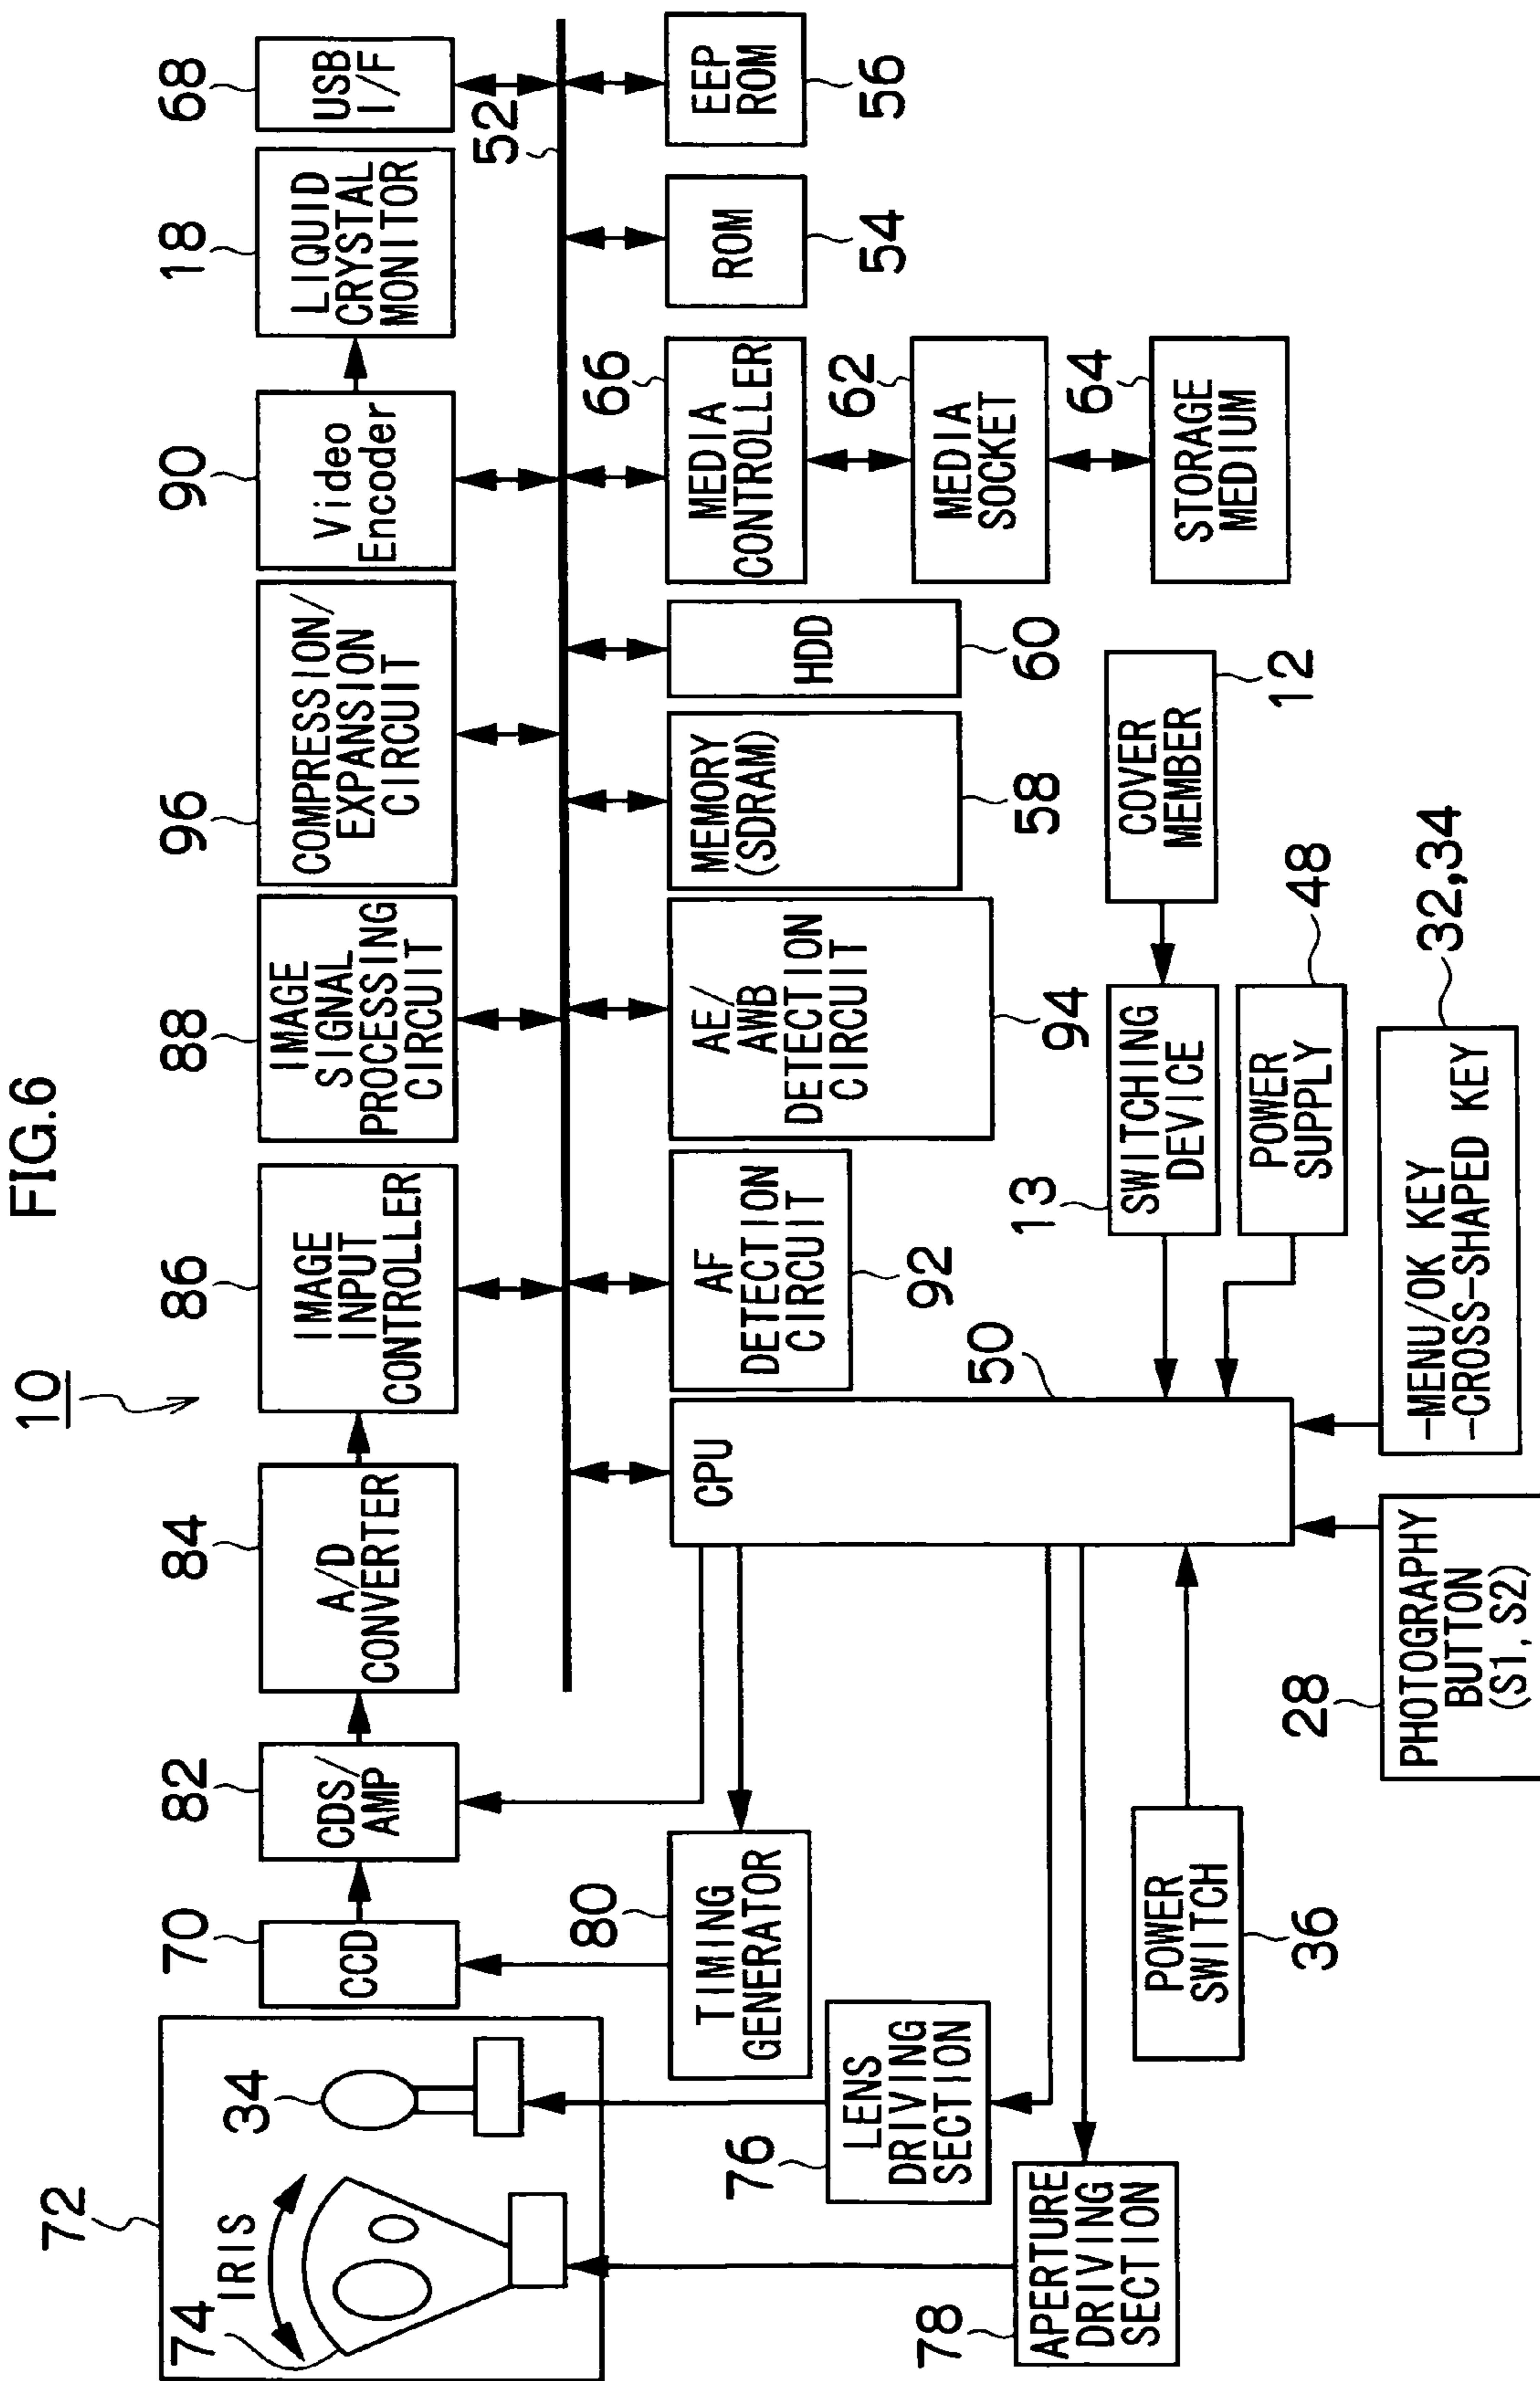 FIG.6
10
72
74
IRIS
34
70
CCD
82
CDS/
AMP
84
A/D
CONVERTER
86
IMAGE
INPUT
CONTROLLER
88
IMAGE
SIGNAL
PROCESSING
CIRCUIT
96
COMPRESSION/
EXPANSION
CIRCUIT
90
Video
Encoder
18
LIQUID
CRYSTAL
MONITOR
68
USB
I/F
52
80
TIMING
GENERATOR
76
LENS
DRIVING
SECTION
78
APERTURE
DRIVING
SECTION
CPU
50
AF
DETECTION
CIRCUIT
92
AE/
AWB
DETECTION
CIRCUIT
94
MEMORY
(SDRAM)
58
HDD
60
66
MEDIA
CONTROLLER
62
MEDIA
SOCKET
64
STORAGE
MEDIUM
ROM
54
EEP
ROM
56
13
SWITCHING
DEVICE
COVER
MEMBER
12
POWER
SUPPLY
48
POWER
SWITCH
36
28
PHOTOGRAPHY
BUTTON
(S1, S2)
-MENU/OK KEY
-CROSS-SHAPED KEY
32,34